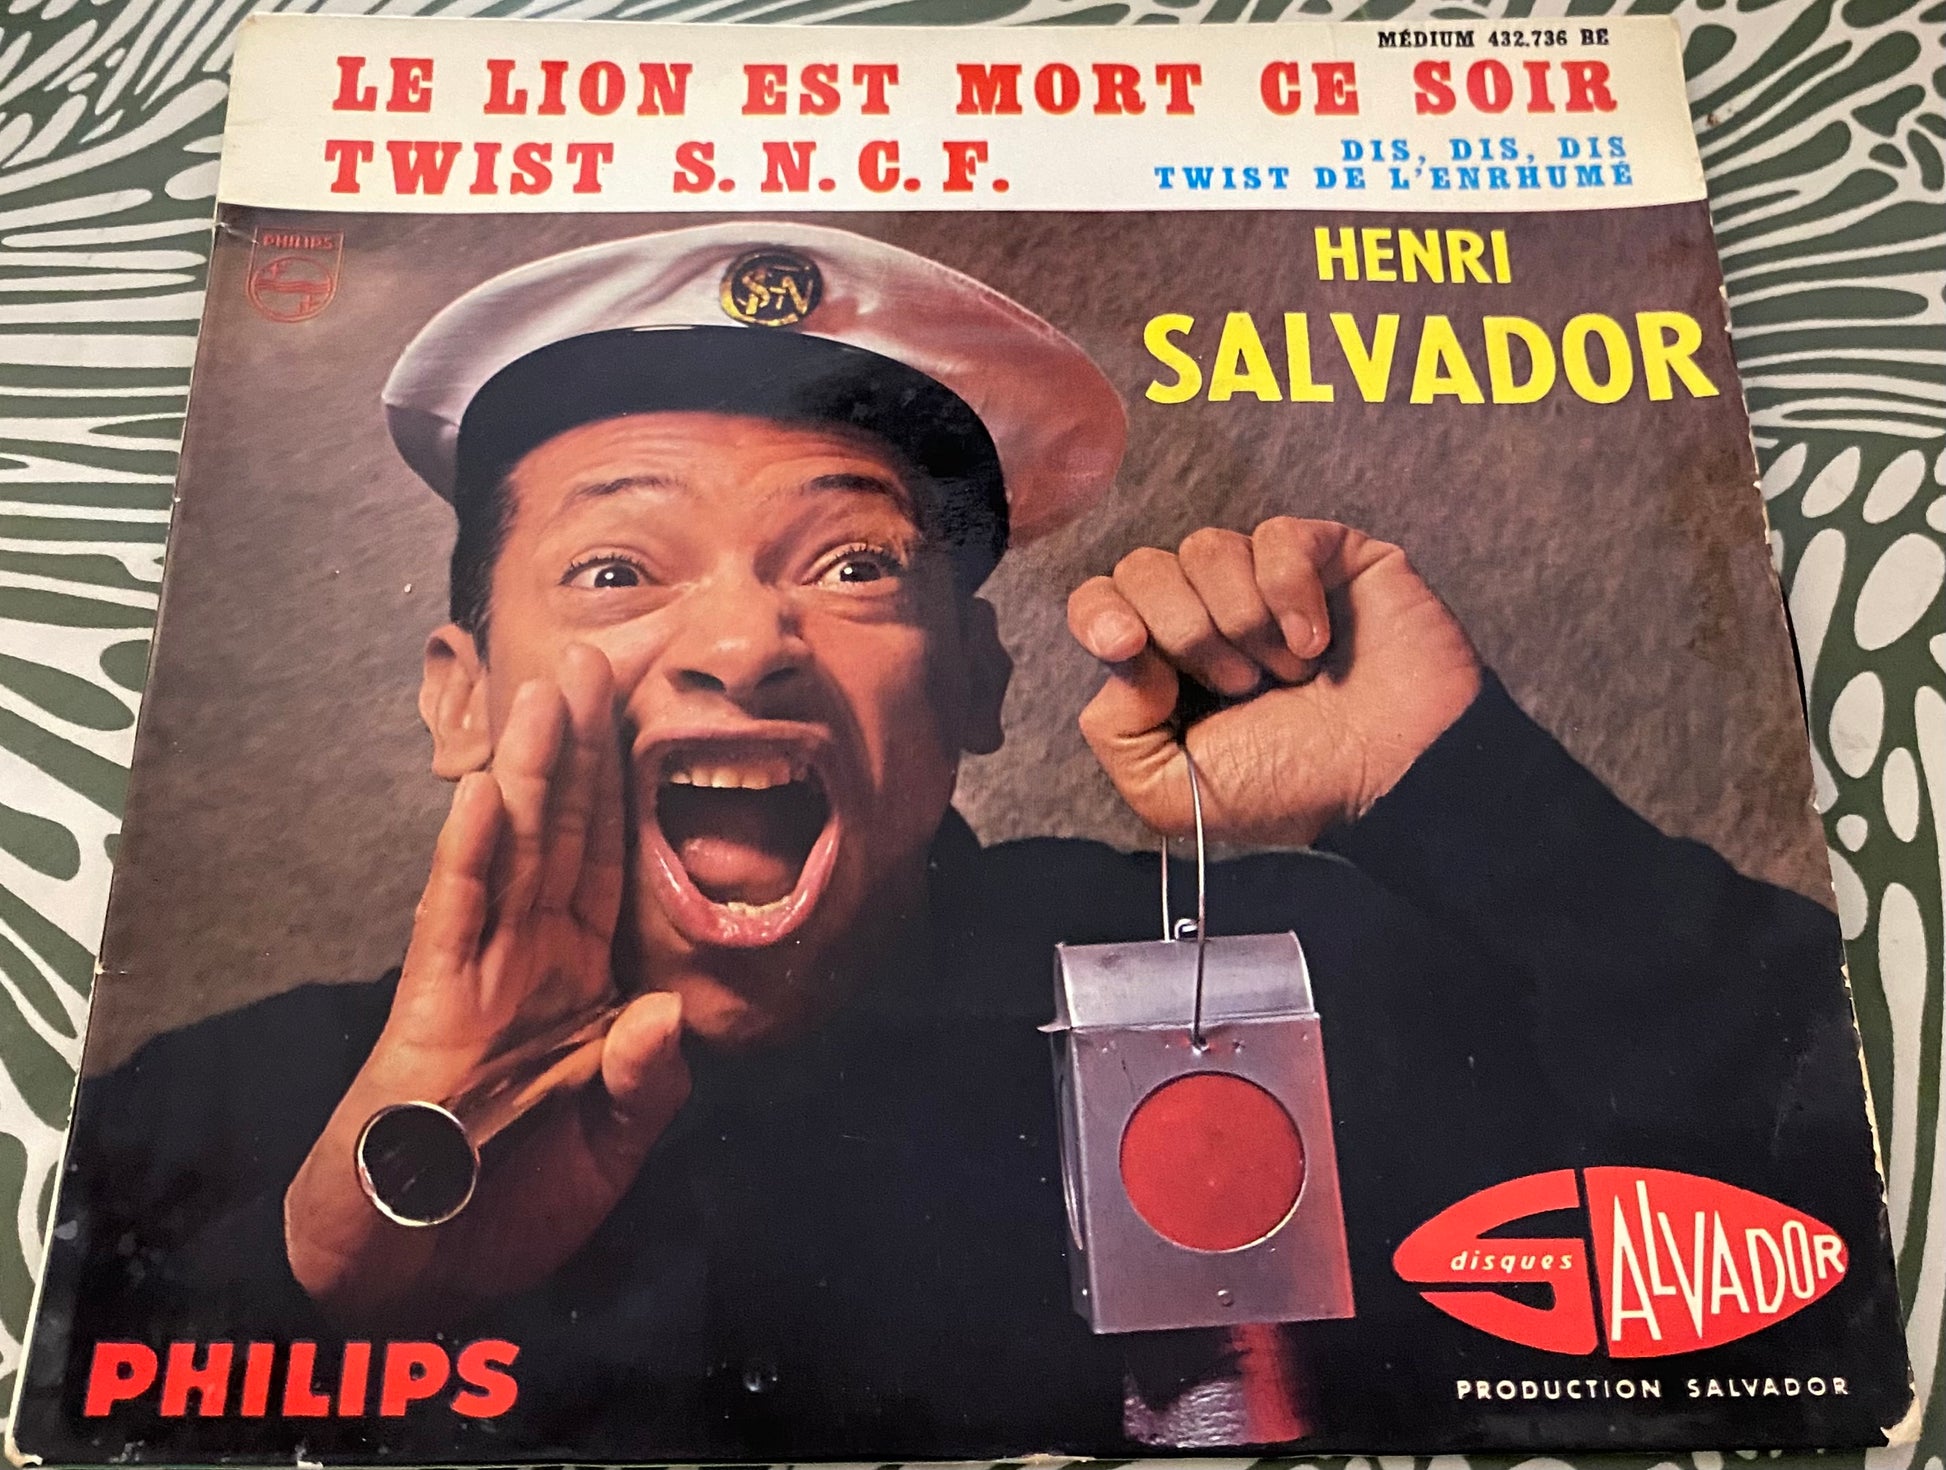 MÉDIUM 432.736 BE
LE LION EST MORT CE SOIR
TWIST S.N.C.F.
DIS, DIS, DIS
TWIST DE L'ENRHUMÉ
PHILIPS
HENRI
SALVADOR
disques
SALVADOR
PHILIPS
PRODUCTION SALVADOR